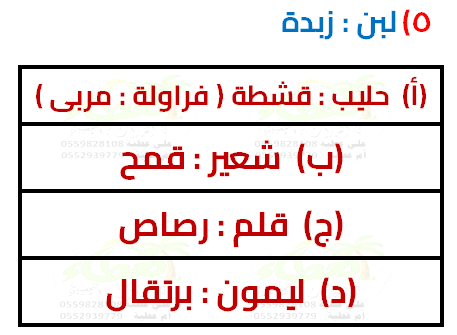 ٥) لبن : زبدة
(أ) حليب : قشطة ( فراولة : مربى )
(ب) شعير : قمح
(ج) قلم : رصاص
(د) ليمون : برتقال